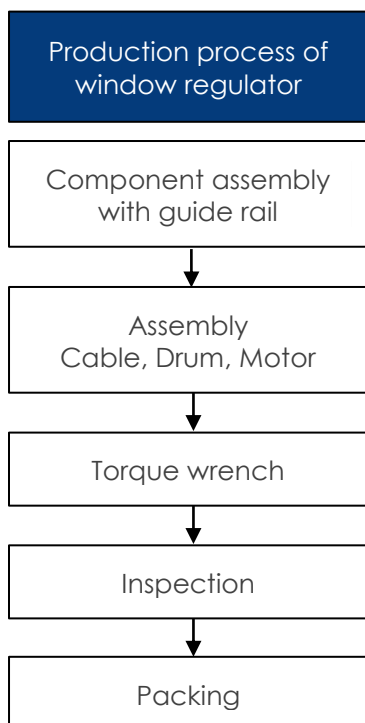 Production process of
window regulator
Component assembly
with guide rail
Assembly
Cable, Drum, Motor
Torque wrench
Inspection
Packing